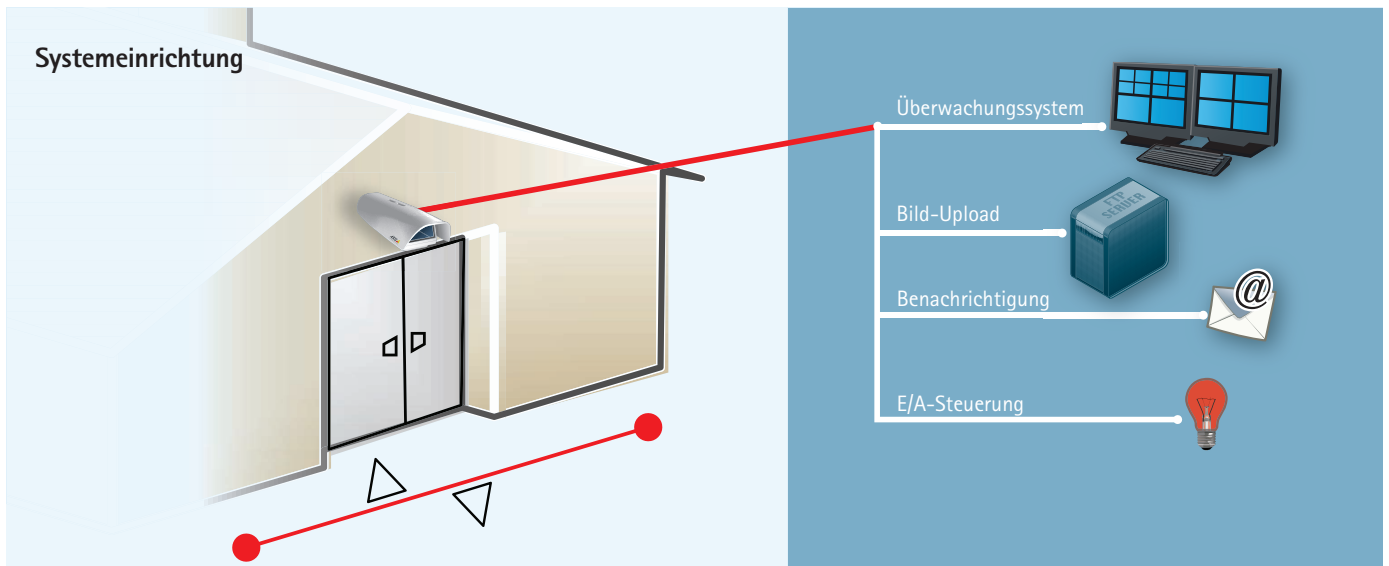 Systemeinrichtung
Überwachungssystem
Bild-Upload
FTP
SERVER
Benachrichtigung
@
E/A-Steuerung